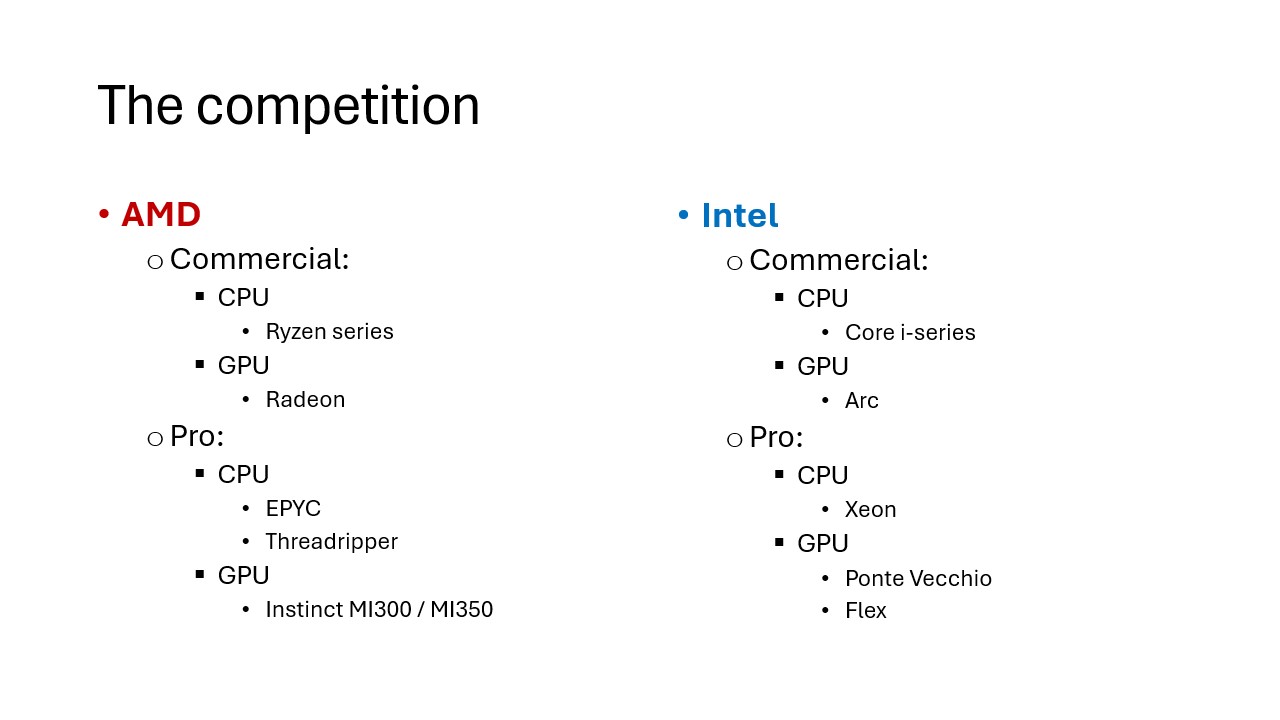 The competition
• AMD
o Commercial:
▪ CPU
• Ryzen series
▪ GPU
• Radeon
o Pro:
▪ CPU
• EPYC
• Threadripper
▪ GPU
• Instinct MI300 / MI350
• Intel
o Commercial:
▪ CPU
• Core i-series
▪ GPU
• Arc
o Pro:
▪ CPU
• Xeon
▪ GPU
• Ponte Vecchio
• Flex